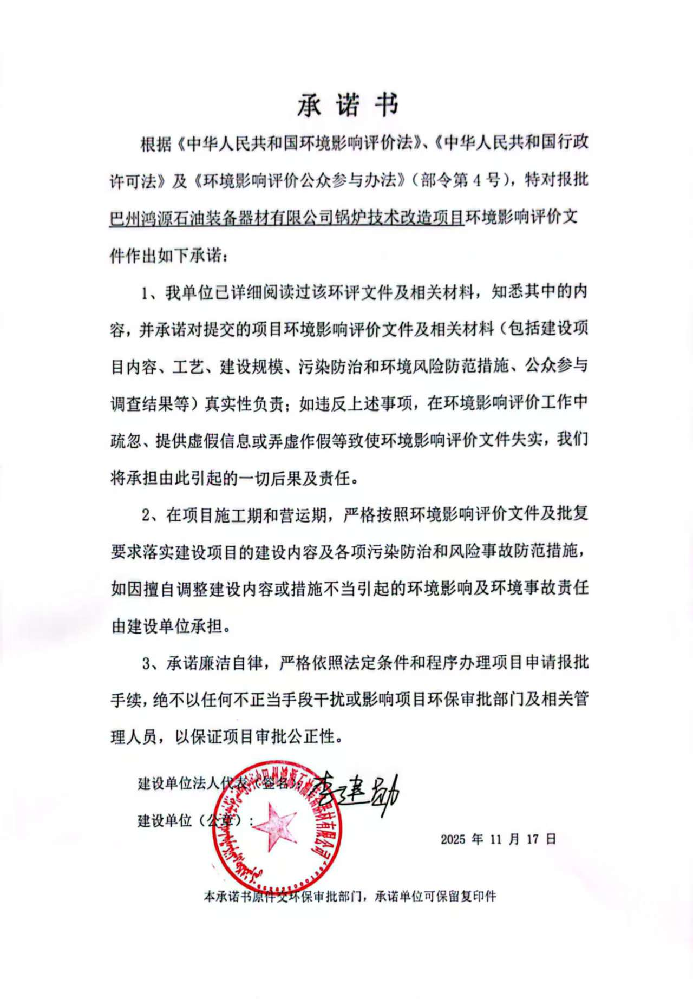 承诺书
根据《中华人民共和国环境影响评价法》、《中华人民共和国行政
许可法》及《环境影响评价公众参与办法》（部令第 4 号），特对报批
巴州鸿源石油装备器材有限公司锅炉技术改造项目环境影响评价文
件作出如下承诺：
1、我单位已详细阅读过该环评文件及相关材料，知悉其中的内
容，并承诺对提交的项目环境影响评价文件及相关材料（包括建设项
目内容、工艺、建设规模、污染防治和环境风险防范措施、公众参与
调查结果等）真实性负责；如违反上述事项，在环境影响评价工作中
疏忽、提供虚假信息或弄虚作假等致使环境影响评价文件失实，我们
将承担由此引起的一切后果及责任。
2、在项目施工期和营运期，严格按照环境影响评价文件及批复
要求落实建设项目的建设内容及各项污染防治和风险事故防范措施，
如因擅自调整建设内容或措施不当引起的环境影响及环境事故责任
由建设单位承担。
3、承诺廉洁自律，严格依照法定条件和程序办理项目申请报批
手续，绝不以任何不正当手段干扰或影响项目环保审批部门及相关管
理人员，以保证项目审批公正性。
建设单位法人代表（签名）：李建勋
建设单位（公章）：
巴州鸿源石油装备器材有限公司
2025 年 11 月 17 日
本承诺书原件交环保审批部门，承诺单位可保留复印件